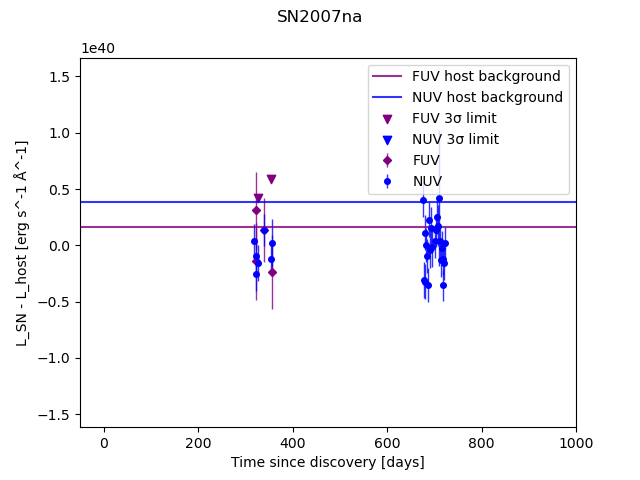 SN2007na
1e40
L_SN - L_host [erg s^-1 Å^-1]
1.5
1.0
0.5
0.0
−0.5
−1.0
−1.5
FUV host background
NUV host background
FUV 3σ limit
NUV 3σ limit
FUV
NUV
0
200
400
600
800
1000
Time since discovery [days]